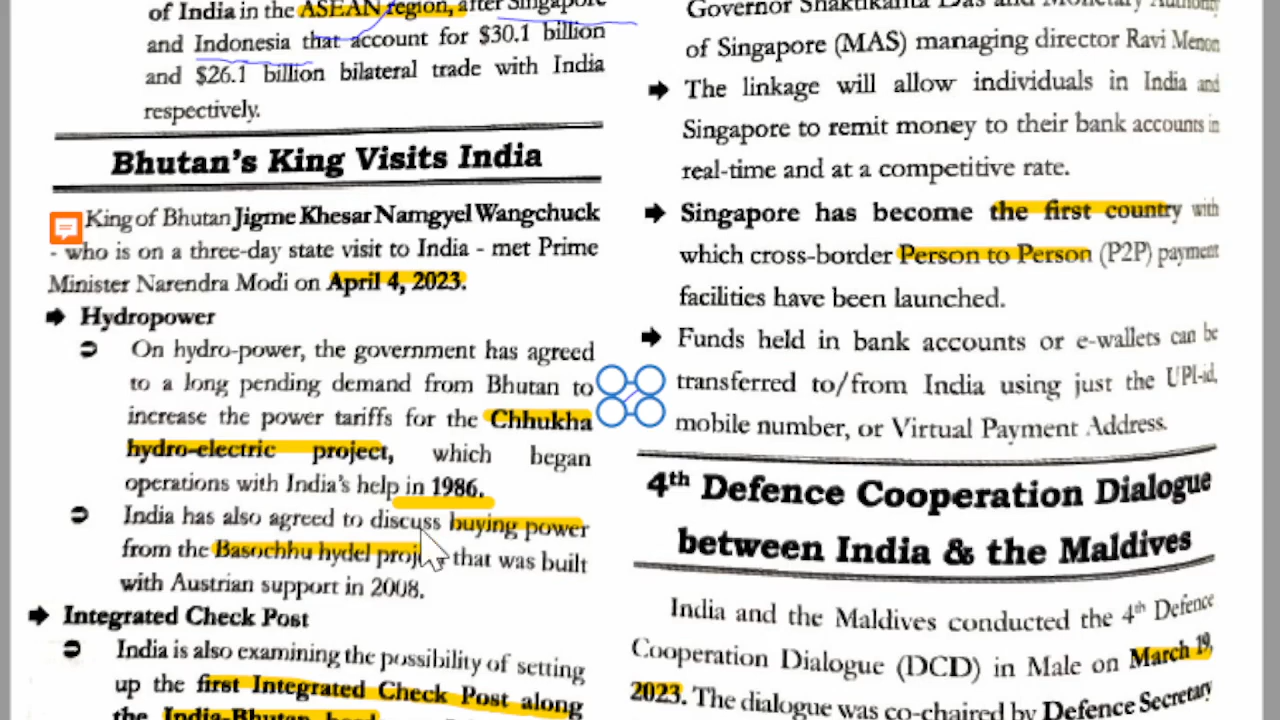 of India in the ASEAN region, after Singapore
and Indonesia that account for $30.1 billion
and $26.1 billion bilateral trade with India
respectively.
Bhutan's King Visits India
King of Bhutan Jigme Khesar Namgyel Wangchuck
- who is on a three-day state visit to India - met Prime
Minister Narendra Modi on April 4, 2023.
Hydropower
On hydro-power, the government has agreed
to a long pending demand from Bhutan to
increase the power tariffs for the Chhukha
hydro-electric project, which began
operations with India's help in 1986.
India has also agreed to discuss buying power
from the Basochhu hydel that was built
with Austrian support in 2008.
Integrated Check Post
India is also examining the possibility of setting
up the first Integrated Check Post along
the India-Bhutan
Governor Shaktikanta Das and Monetary Authority
of Singapore (MAS) managing director Ravi Menon
The linkage will allow individuals in India and
Singapore to remit money to their bank accounts in
real-time and at a competitive rate.
Singapore has become the first country with
which cross-border Person to Person (P2P) payment
facilities have been launched.
Funds held in bank accounts or e-wallets can be
transferred to/from India using just the UPI-id,
mobile number, or Virtual Payment Address.
4th Defence Cooperation Dialogue
between India & the Maldives
India and the Maldives conducted the 4th Defence
Cooperation Dialogue (DCD) in Male on March 19,
2023. The dialogue was co-chaired by Defence Secretary